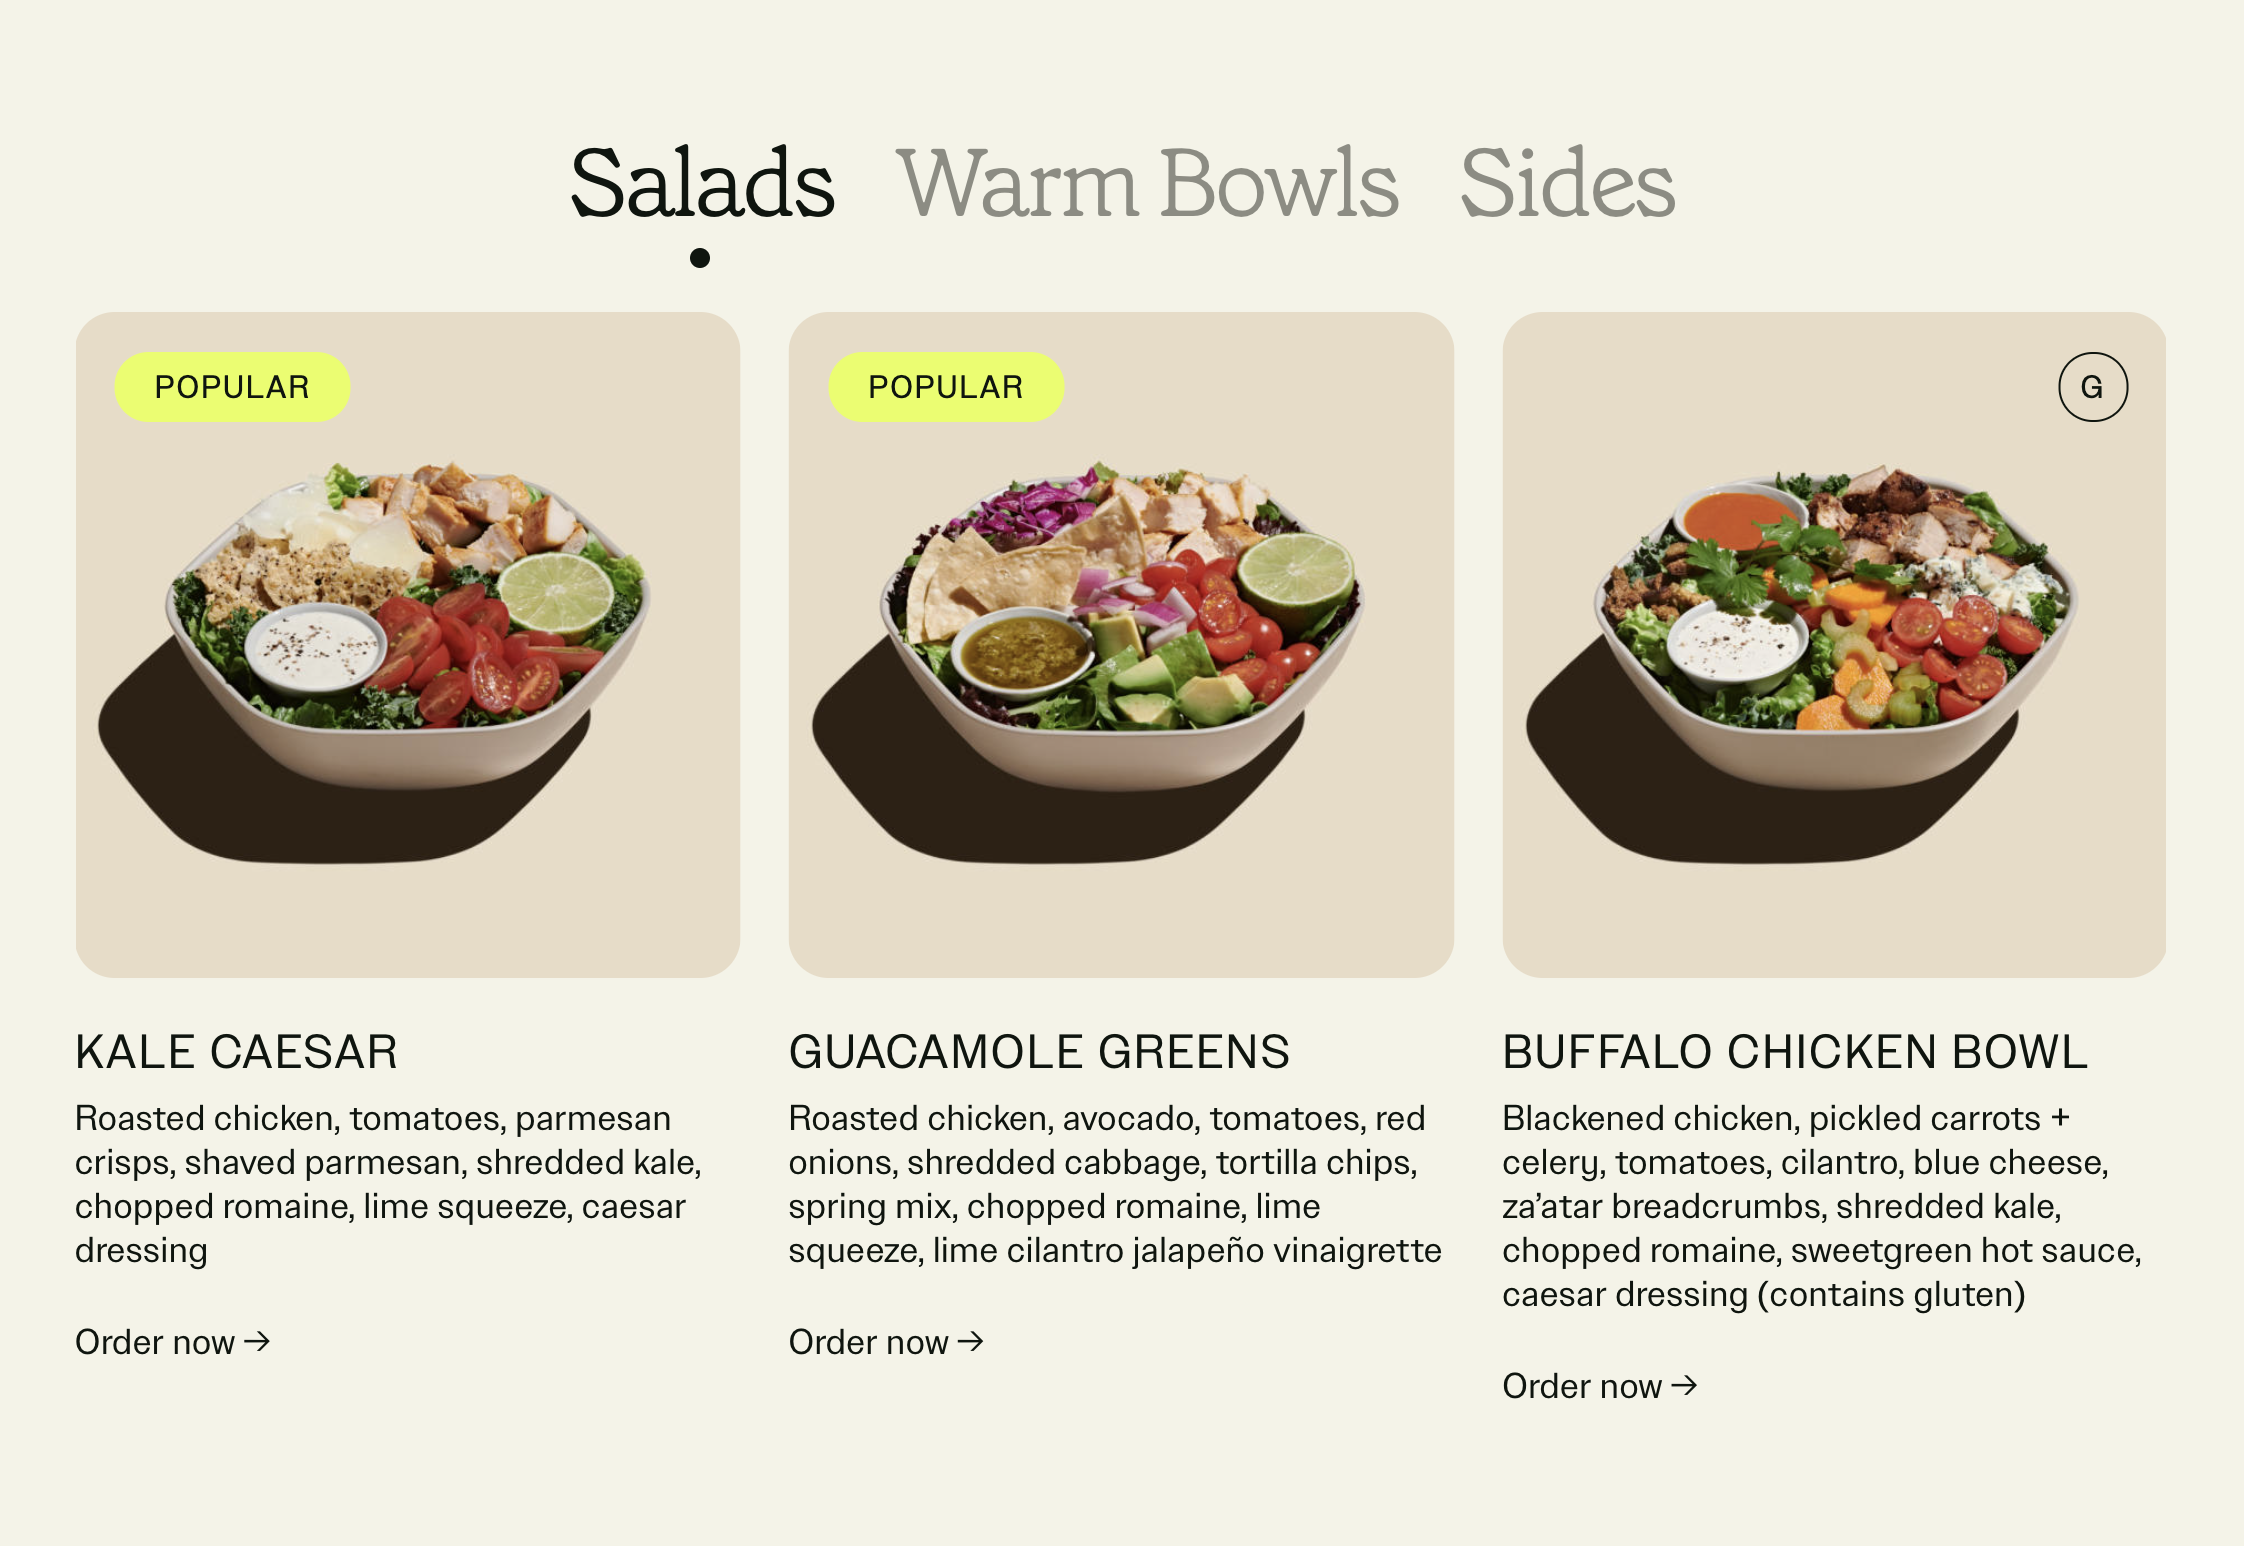 Salads Warm Bowls Sides
POPULAR
POPULAR
G
KALE CAESAR
Roasted chicken, tomatoes, parmesan
crisps, shaved parmesan, shredded kale,
chopped romaine, lime squeeze, caesar
dressing
Order now →
GUACAMOLE GREENS
Roasted chicken, avocado, tomatoes, red
onions, shredded cabbage, tortilla chips,
spring mix, chopped romaine, lime
squeeze, lime cilantro jalapeño vinaigrette
Order now →
BUFFALO CHICKEN BOWL
Blackened chicken, pickled carrots +
celery, tomatoes, cilantro, blue cheese,
za’atar breadcrumbs, shredded kale,
chopped romaine, sweetgreen hot sauce,
caesar dressing (contains gluten)
Order now →